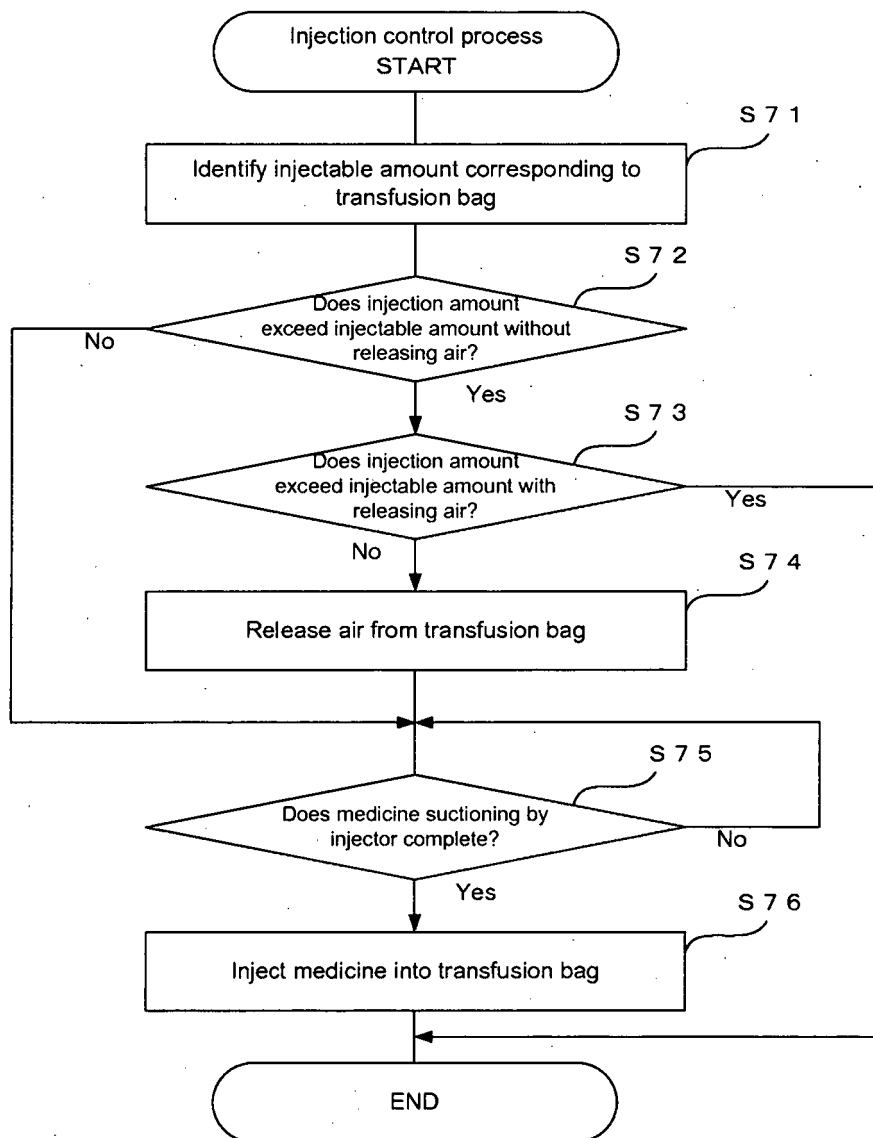 Injection control process
START
S 7 1
Identify injectable amount corresponding to
transfusion bag
S 7 2
Does injection amount
exceed injectable amount without
releasing air?
No
Yes
S 7 3
Does injection amount
exceed injectable amount with
releasing air?
Yes
No
S 7 4
Release air from transfusion bag
S 7 5
Does medicine suctioning by
injector complete?
No
Yes
S 7 6
Inject medicine into transfusion bag
END